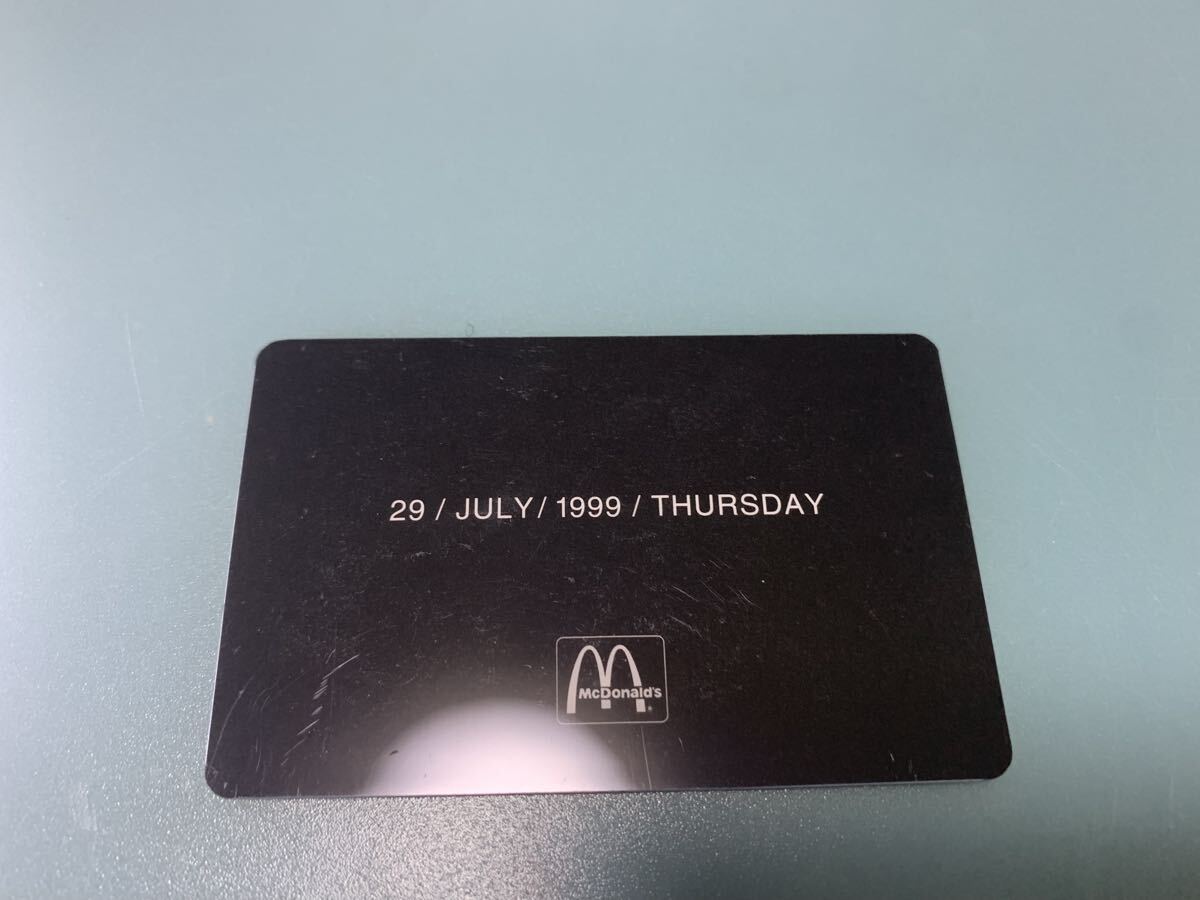 29 / JULY / 1999 / THURSDAY
McDonald's